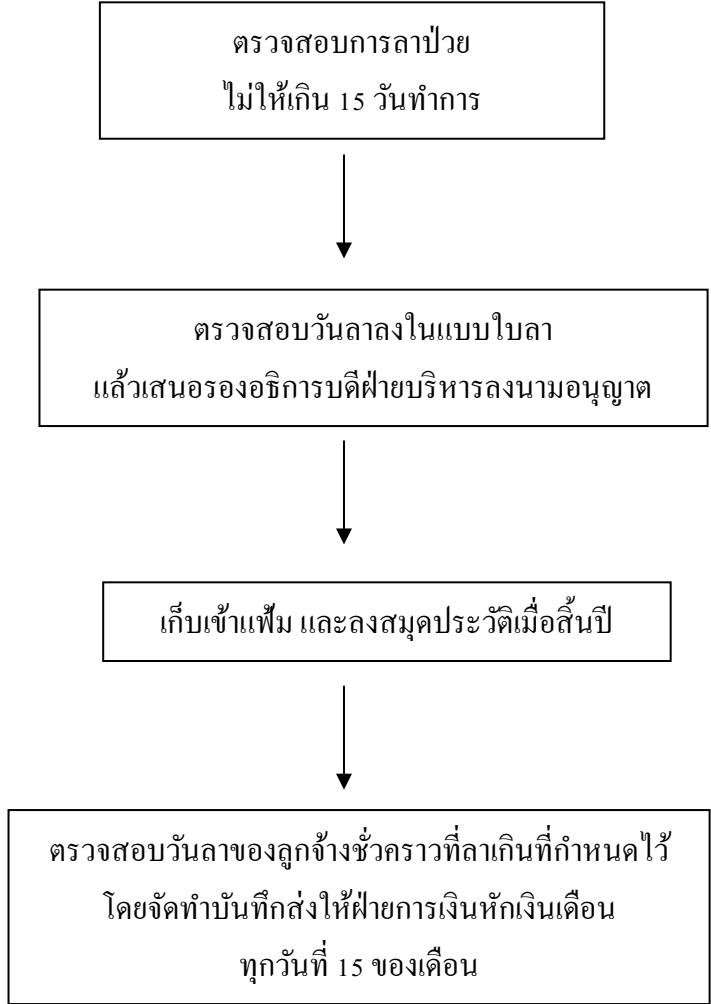 ตรวจสอบการลาป่วย
ไม่ให้เกิน 15 วันทำการ
ตรวจสอบวันลาลงในแบบใบลา
แล้วเสนอรองอธิการบดีฝ่ายบริหารลงนามอนุญาต
เก็บเข้าแฟ้ม และลงสมุดประวัติเมื่อสิ้นปี
ตรวจสอบวันลาของลูกจ้างชั่วคราวที่ลาเกินที่กำหนดไว้
โดยจัดทำบันทึกส่งให้ฝ่ายการเงินหักเงินเดือน
ทุกวันที่ 15 ของเดือน